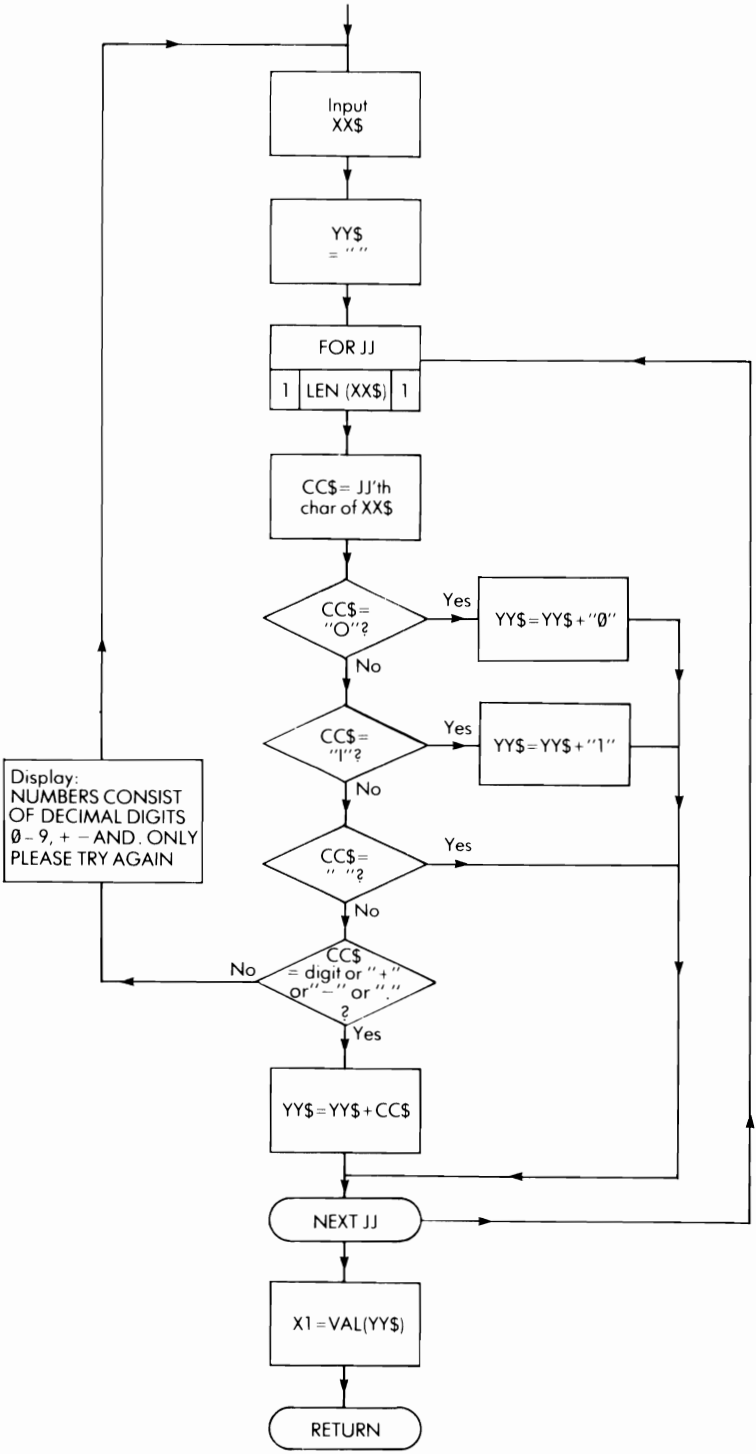 Input
XX$
YY$
= " "
FOR JJ
1 LEN (XX$) 1
CC$= JJ'th
char of XX$
CC$=
"O"?
Yes
YY$=YY$+"0"
No
CC$=
"I"?
Yes
YY$=YY$+"1"
No
Display:
NUMBERS CONSIST
OF DECIMAL DIGITS
0-9, + - AND . ONLY
PLEASE TRY AGAIN
CC$=
" "?
Yes
No
CC$
= digit or "+"
or "-" or "."
?
No
Yes
YY$=YY$+CC$
NEXT JJ
X1=VAL(YY$)
RETURN